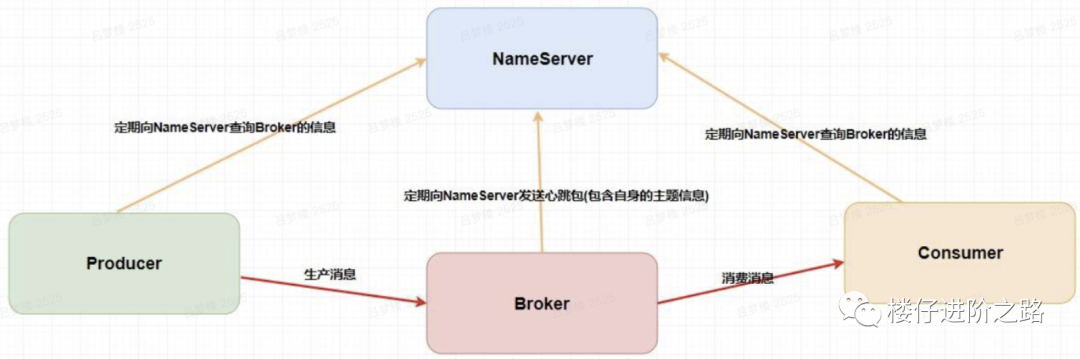 NameServer
定期向NameServer查询Broker的信息
定期向NameServer查询Broker的信息
定期向NameServer发送心跳包(包含自身的主题信息)
Producer
生产消息
Broker
消费消息
Consumer
楼仔进阶之路